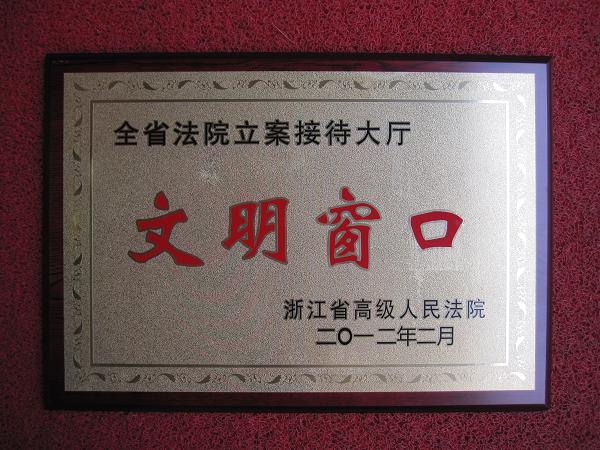 全省法院立案接待大厅
文明窗口
浙江省高级人民法院
二〇一二年二月